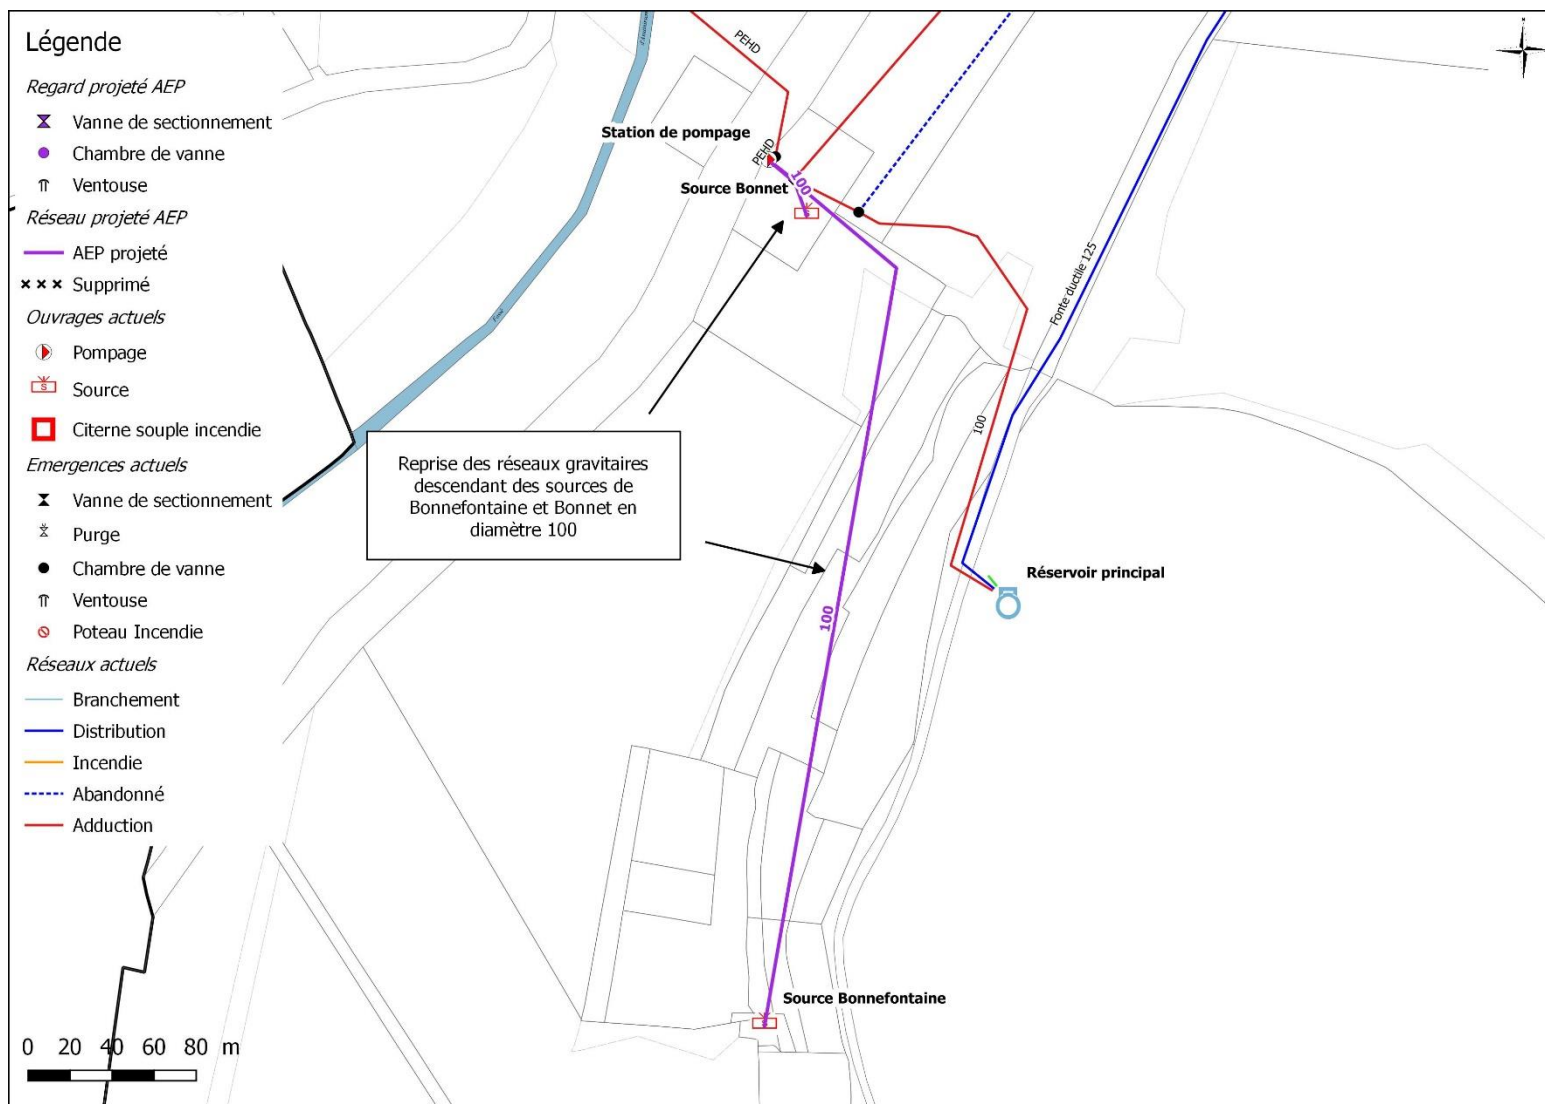 Légende
Regard projeté AEP
Vanne de sectionnement
Chambre de vanne
Ventouse
Réseau projeté AEP
AEP projeté
Supprimé
Ouvrages actuels
Pompage
S
Source
Citerne souple incendie
Emergences actuels
Vanne de sectionnement
Purge
Chambre de vanne
Ventouse
Poteau Incendie
Réseaux actuels
Branchement
Distribution
Incendie
Abandonné
Adduction
0 20 40 60 80 m
PEHD
Station de pompage
PEHD
100
Source Bonnet
Fonte ductile 125
100
Reprise des réseaux gravitaires
descendant des sources de
Bonnefontaine et Bonnet en
diamètre 100
Réservoir principal
100
Source Bonnefontaine